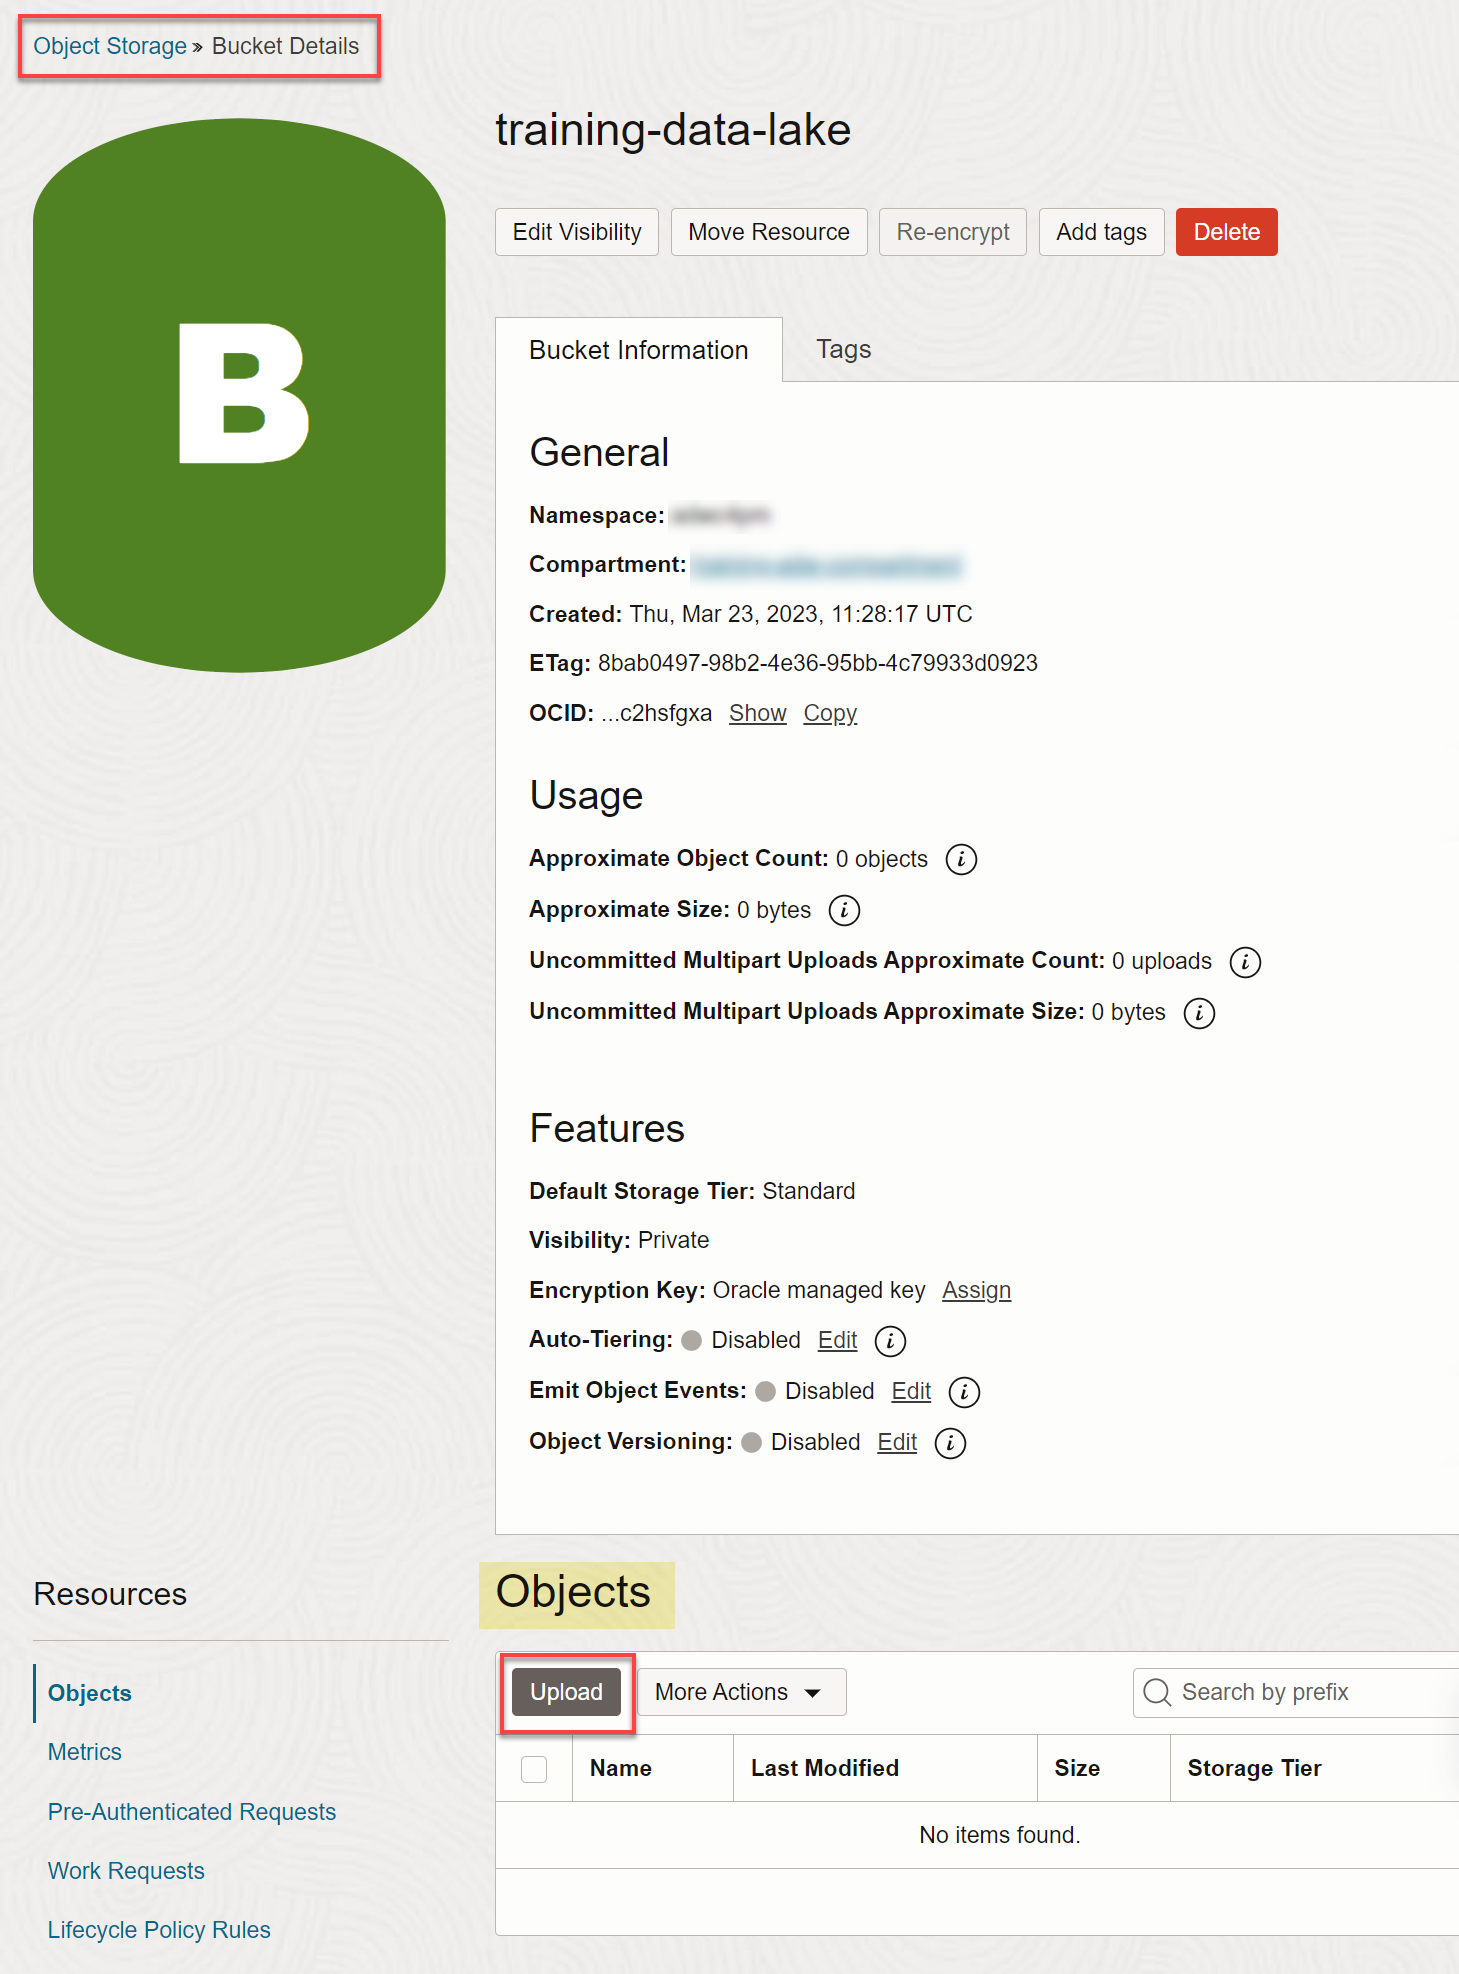 Object Storage » Bucket Details
B
training-data-lake
Edit Visibility
Move Resource
Re-encrypt
Add tags
Delete
Bucket Information
Tags
General
Namespace:
Compartment:
Created: Thu, Mar 23, 2023, 11:28:17 UTC
ETag: 8bab0497-98b2-4e36-95bb-4c79933d0923
OCID: ...c2hsfgxa Show Copy
Usage
Approximate Object Count: 0 objects
Approximate Size: 0 bytes
Uncommitted Multipart Uploads Approximate Count: 0 uploads
Uncommitted Multipart Uploads Approximate Size: 0 bytes
Features
Default Storage Tier: Standard
Visibility: Private
Encryption Key: Oracle managed key Assign
Auto-Tiering: Disabled Edit
Emit Object Events: Disabled Edit
Object Versioning: Disabled Edit
Resources
Objects
Metrics
Pre-Authenticated Requests
Work Requests
Lifecycle Policy Rules
Objects
Upload
More Actions
Search by prefix
Name
Last Modified
Size
Storage Tier
No items found.